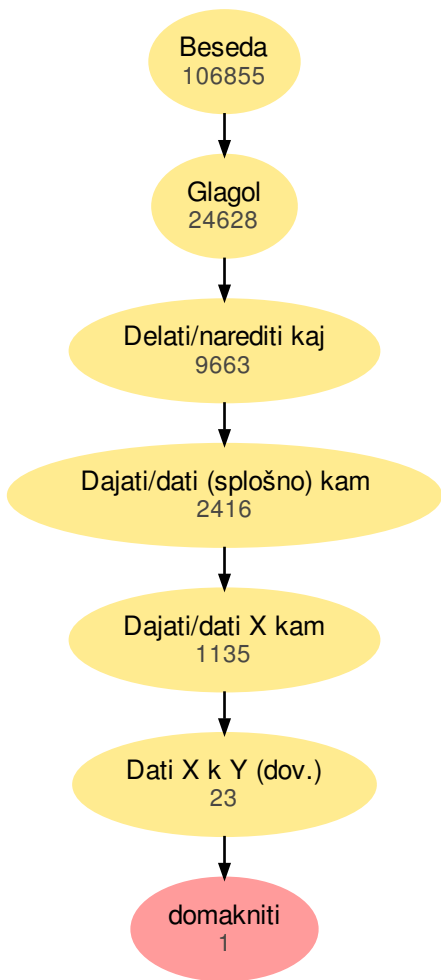 Beseda
106855
Glagol
24628
Delati/narediti kaj
9663
Dajati/dati (splošno) kam
2416
Dajati/dati X kam
1135
Dati X k Y (dov.)
23
domakniti
1